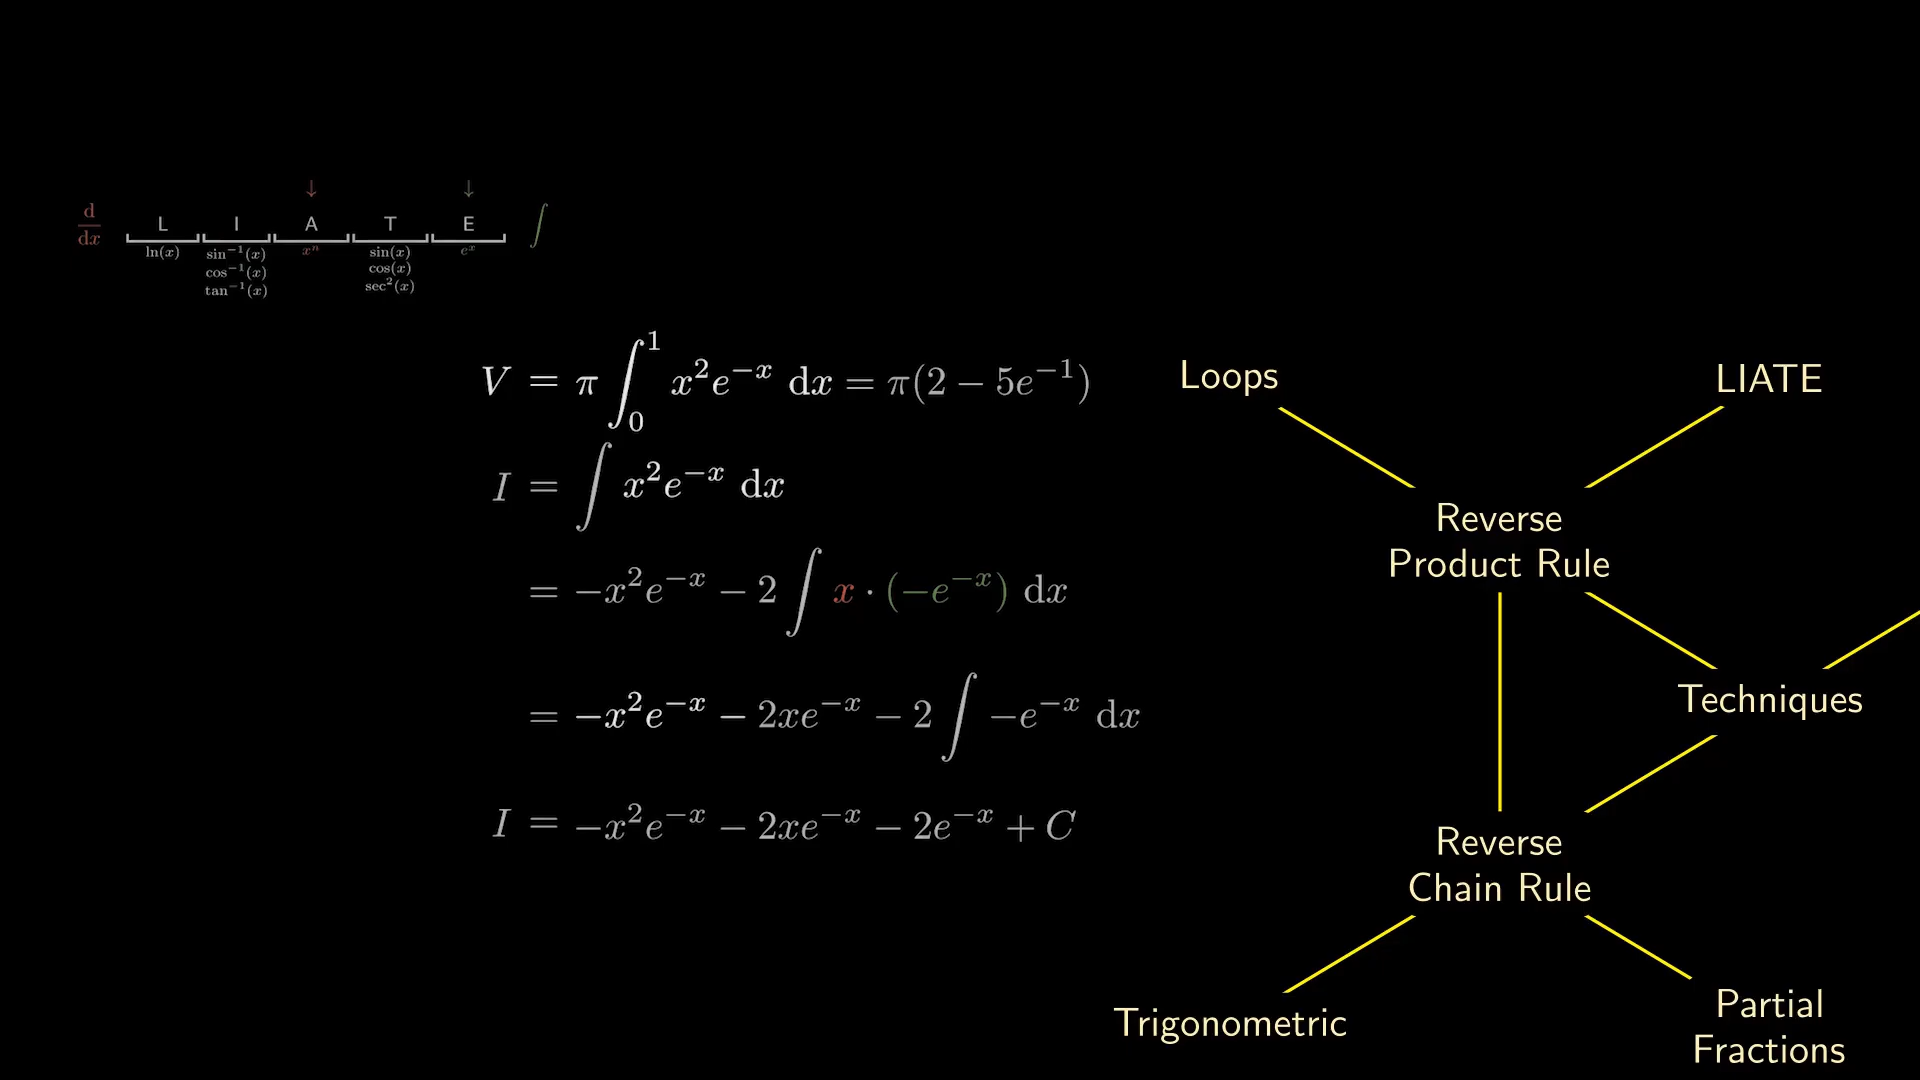 d/dx L I A T E ∫
↓ ↓
ln(x) sin⁻¹(x) xⁿ sin(x) eˣ
cos⁻¹(x) cos(x)
tan⁻¹(x) sec²(x)
V = π ∫₀¹ x²e⁻ˣ dx = π(2 − 5e⁻¹)
I = ∫ x²e⁻ˣ dx
= −x²e⁻ˣ − 2 ∫ x · (−e⁻ˣ) dx
= −x²e⁻ˣ − 2xe⁻ˣ − 2 ∫ −e⁻ˣ dx
I = −x²e⁻ˣ − 2xe⁻ˣ − 2e⁻ˣ + C
Loops
LIATE
Reverse
Product Rule
Techniques
Reverse
Chain Rule
Trigonometric
Partial
Fractions